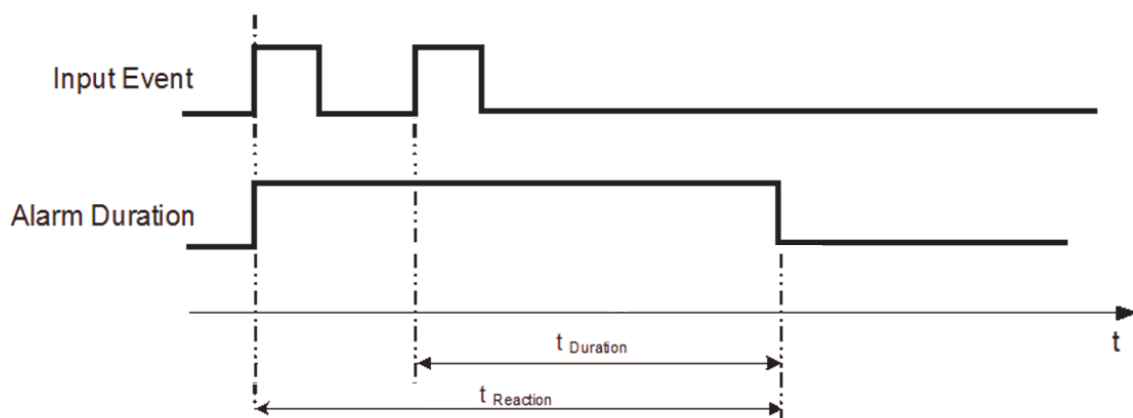 Input Event
Alarm Duration
t
t Duration
t Reaction